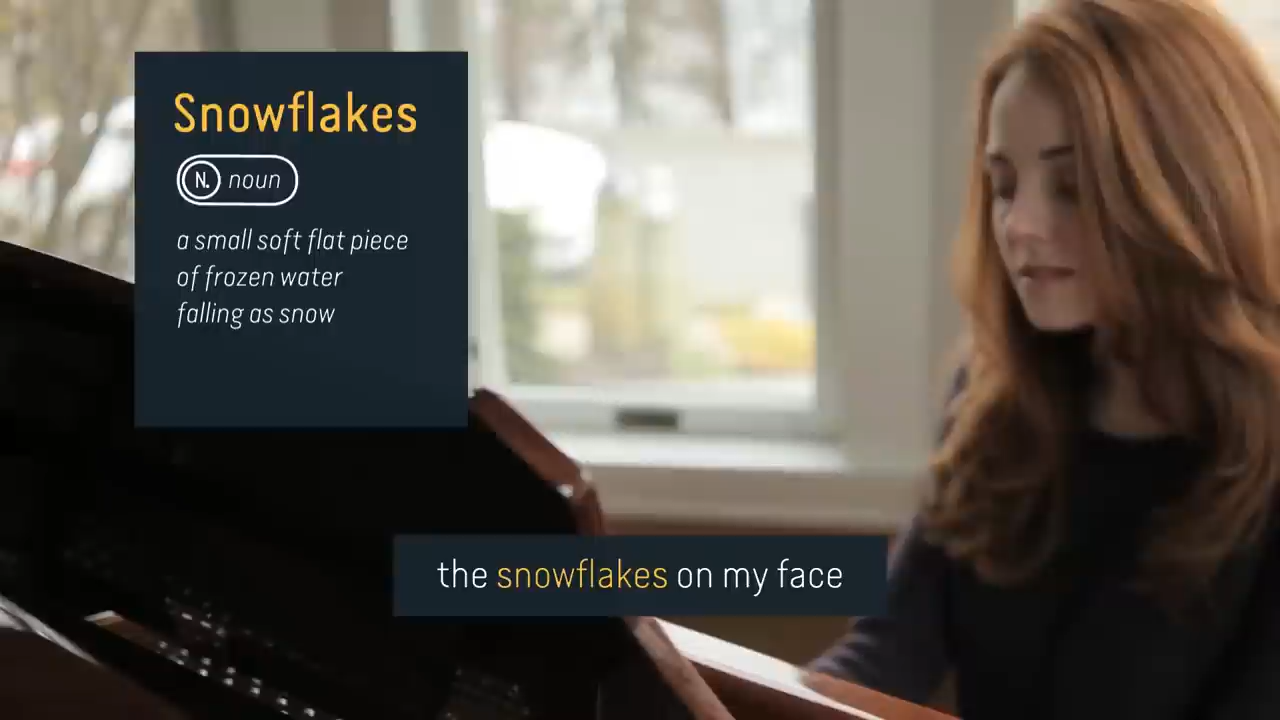 Snowflakes
N. noun
a small soft flat piece
of frozen water
falling as snow
the snowflakes on my face